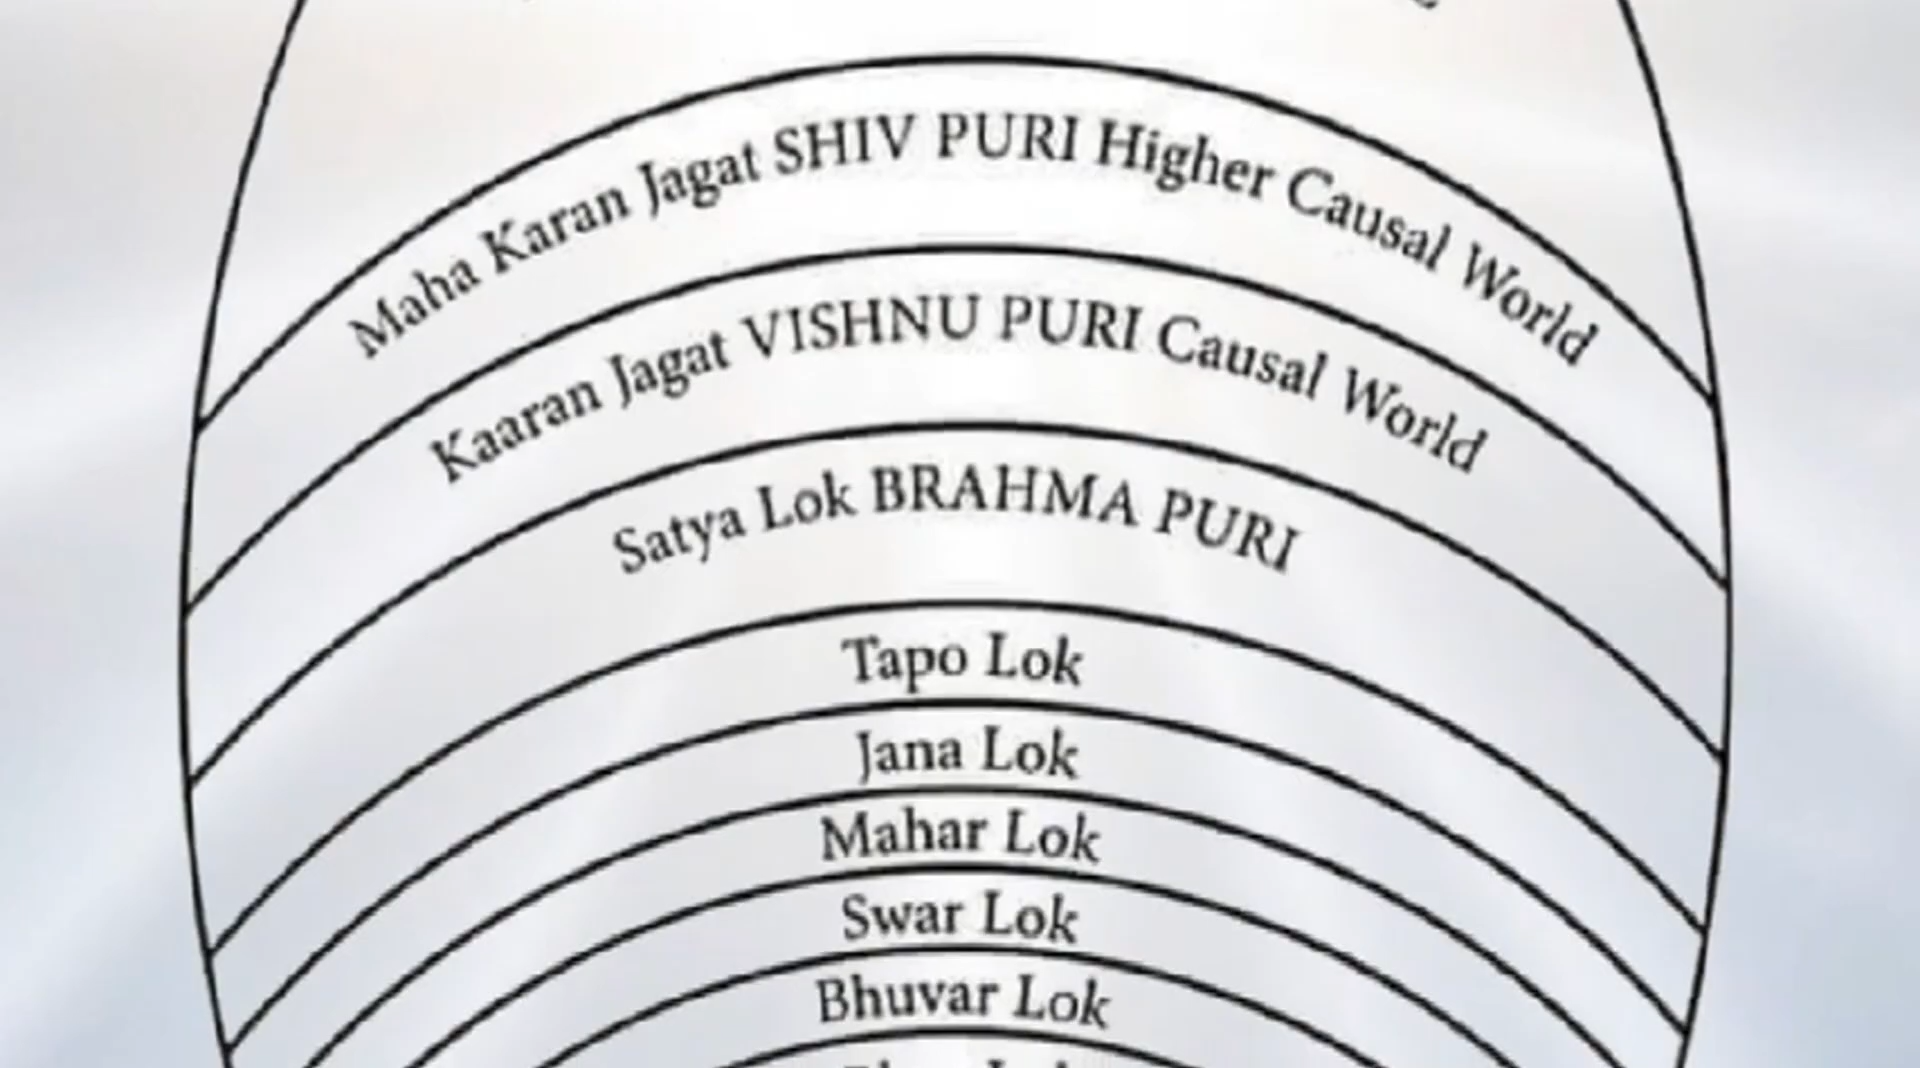 Maha Karan Jagat SHIV PURI Higher Causal World
Kaaran Jagat VISHNU PURI Causal World
Satya Lok BRAHMA PURI
Tapo Lok
Jana Lok
Mahar Lok
Swar Lok
Bhuvar Lok